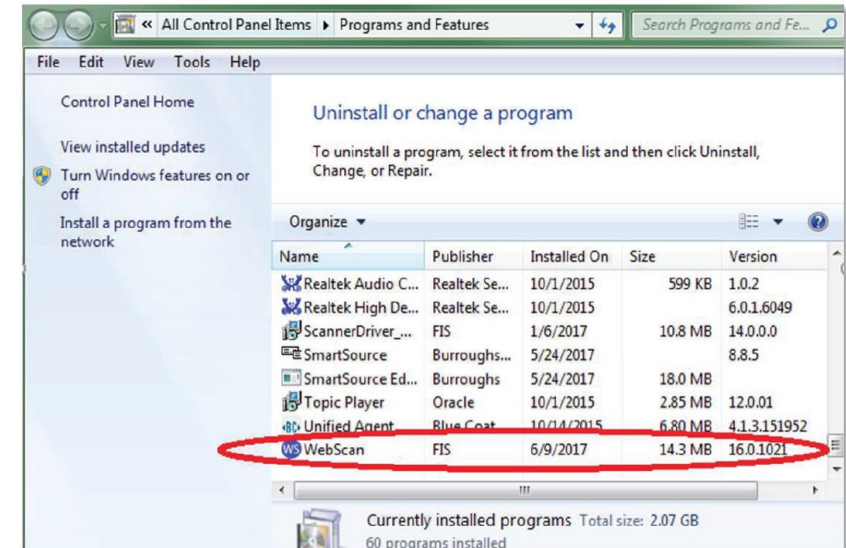 « All Control Panel Items ▸ Programs and Features
Search Programs and Fe...
File Edit View Tools Help
Control Panel Home
View installed updates
Turn Windows features on or
off
Install a program from the
network
Uninstall or change a program
To uninstall a program, select it from the list and then click Uninstall,
Change, or Repair.
Organize
Name Publisher Installed On Size Version
Realtek Audio C... Realtek Se... 10/1/2015 599 KB 1.0.2
Realtek High De... Realtek Se... 10/1/2015 6.0.1.6049
ScannerDriver_... FIS 1/6/2017 10.8 MB 14.0.0.0
SmartSource Burroughs... 5/24/2017 8.8.5
SmartSource Ed... Burroughs 5/24/2017 18.0 MB
Topic Player Oracle 10/1/2015 2.85 MB 12.0.01
Unified Agent Blue Coat 10/14/2015 6.80 MB 4.1.3.151952
WS WebScan FIS 6/9/2017 14.3 MB 16.0.1021
Currently installed programs Total size: 2.07 GB
60 programs installed